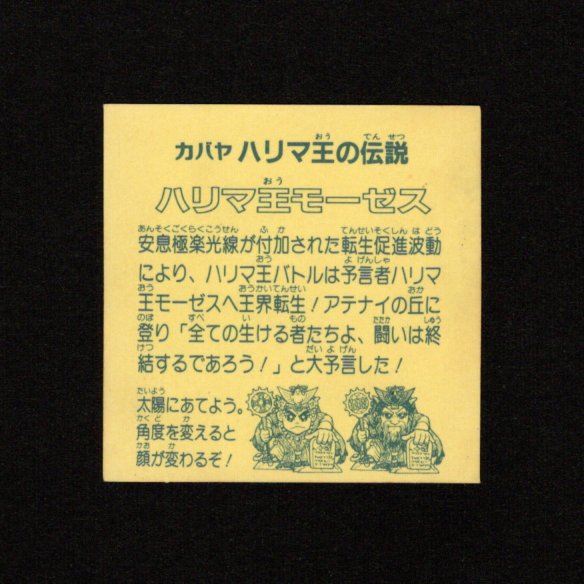 カバヤ ハリマ王の伝説
ハリマ王モーゼス
安息極楽光線が付加された転生促進波動
により、ハリマ王バトルは予言者ハリマ
王モーゼスへ王界転生！アテナイの丘に
登り「全ての生ける者たちよ、闘いは終
結するであろう！」と大予言した！
太陽にあてよう。
角度を変えると
顔が変わるぞ！